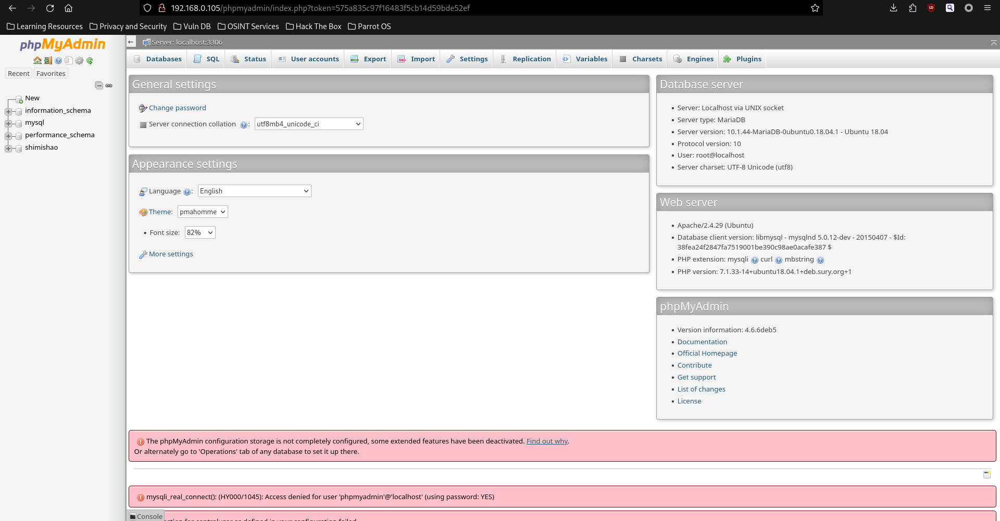 192.168.0.105/phpmyadmin/index.php?token=575a835c97f16483f5cb14d59bde52ef
Learning Resources Privacy and Security Vuln DB OSINT Services Hack The Box Parrot OS
phpMyAdmin
Recent Favorites
New
information_schema
mysql
performance_schema
shimishao
Server: localhost:3306
Databases SQL Status User accounts Export Import Settings Replication Variables Charsets Engines Plugins
General settings
Change password
Server connection collation : utf8mb4_unicode_ci
Appearance settings
Language : English
Theme: pmahomme
• Font size: 82%
More settings
Database server
• Server: Localhost via UNIX socket
• Server type: MariaDB
• Server version: 10.1.44-MariaDB-0ubuntu0.18.04.1 - Ubuntu 18.04
• Protocol version: 10
• User: root@localhost
• Server charset: UTF-8 Unicode (utf8)
Web server
• Apache/2.4.29 (Ubuntu)
• Database client version: libmysql - mysqlnd 5.0.12-dev - 20150407 - $Id:
38fea24f2847fa7519001be390c98ae0acafe387 $
• PHP extension: mysqli curl mbstring
• PHP version: 7.1.33-14+ubuntu18.04.1+deb.sury.org+1
phpMyAdmin
• Version information: 4.6.6deb5
• Documentation
• Official Homepage
• Contribute
• Get support
• List of changes
• License
The phpMyAdmin configuration storage is not completely configured, some extended features have been deactivated. Find out why.
Or alternately go to 'Operations' tab of any database to set it up there.
mysqli_real_connect(): (HY000/1045): Access denied for user 'phpmyadmin'@'localhost' (using password: YES)
Console
for controluser as defined in your configuration failed